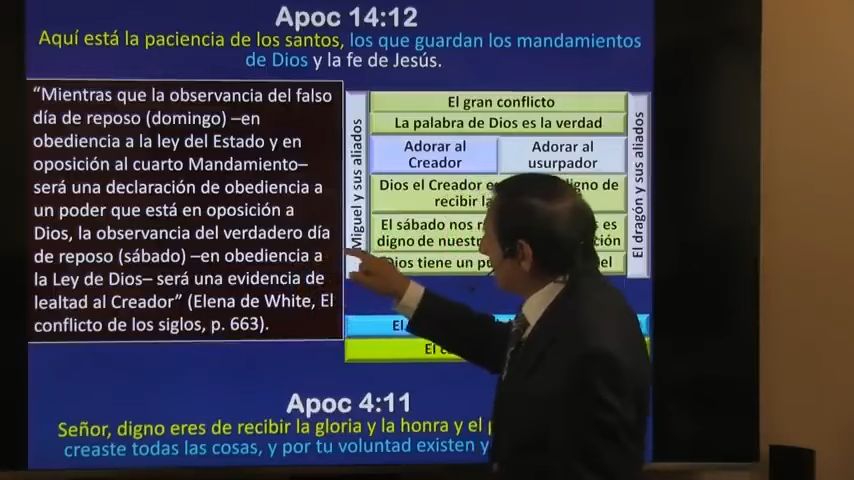 Apoc 14:12
Aquí está la paciencia de los santos, los que guardan los mandamientos
de Dios y la fe de Jesús.
“Mientras que la observancia del falso
día de reposo (domingo) –en
obediencia a la ley del Estado y en
oposición al cuarto Mandamiento–
será una declaración de obediencia a
un poder que está en oposición a
Dios, la observancia del verdadero día
de reposo (sábado) –en obediencia a
la Ley de Dios– será una evidencia de
lealtad al Creador” (Elena de White, El
conflicto de los siglos, p. 663).
Miguel y sus aliados
El gran conflicto
La palabra de Dios es la verdad
Adorar al
Creador
Adorar al
usurpador
Dios el Creador de
recibir
El sábado nos es
digno de
Dios tiene un el
El
El
El dragón y sus aliados
Apoc 4:11
Señor, digno eres de recibir la gloria y la honra y el
creaste todas las cosas, y por tu voluntad existen y